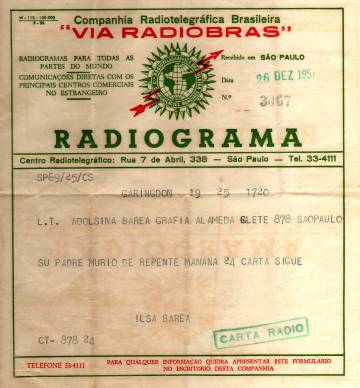 W-118-100.000
Companhia Radiotelegráfica Brasileira
"VIA RADIOBRAS"
RADIOGRAMAS PARA TODAS AS
PARTES DO MUNDO
COMUNICAÇÕES DIRETAS COM OS
PRINCIPAIS CENTROS COMERCIAIS
NO ESTRANGEIRO
Recebido em SÃO PAULO
Data 26 DEZ 1957
N.º 3067
RADIOGRAMA
Centro Radiotelegráfico: Rua 7 de Abril, 338 — São Paulo — Tel. 33-4111
SP69/25/CS
GARINGDON 19 25 1720
L.T. ADOLSINA BAREA GRAFIA ALAMEDA GLETE 878 SAOPAULO
SU PADRE MURIO DE REPENTE MANANA 24 CARTA SIGUE
ILSA BAREA
CT- 878 24
CARTA RADIO
TELEFONE 33-4111
PARA QUALQUER INFORMAÇÃO QUEIRA APRESENTAR ESTE FORMULARIO
NO ESCRITORIO DESTA COMPANHIA